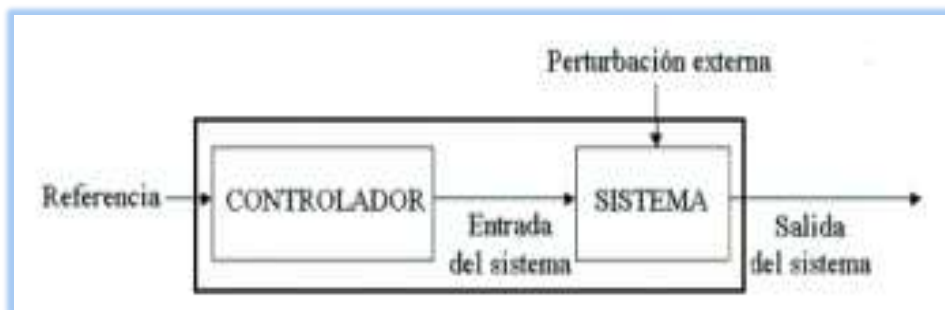 Perturbación externa
Referencia
CONTROLADOR
Entrada
del sistema
SISTEMA
Salida
del sistema